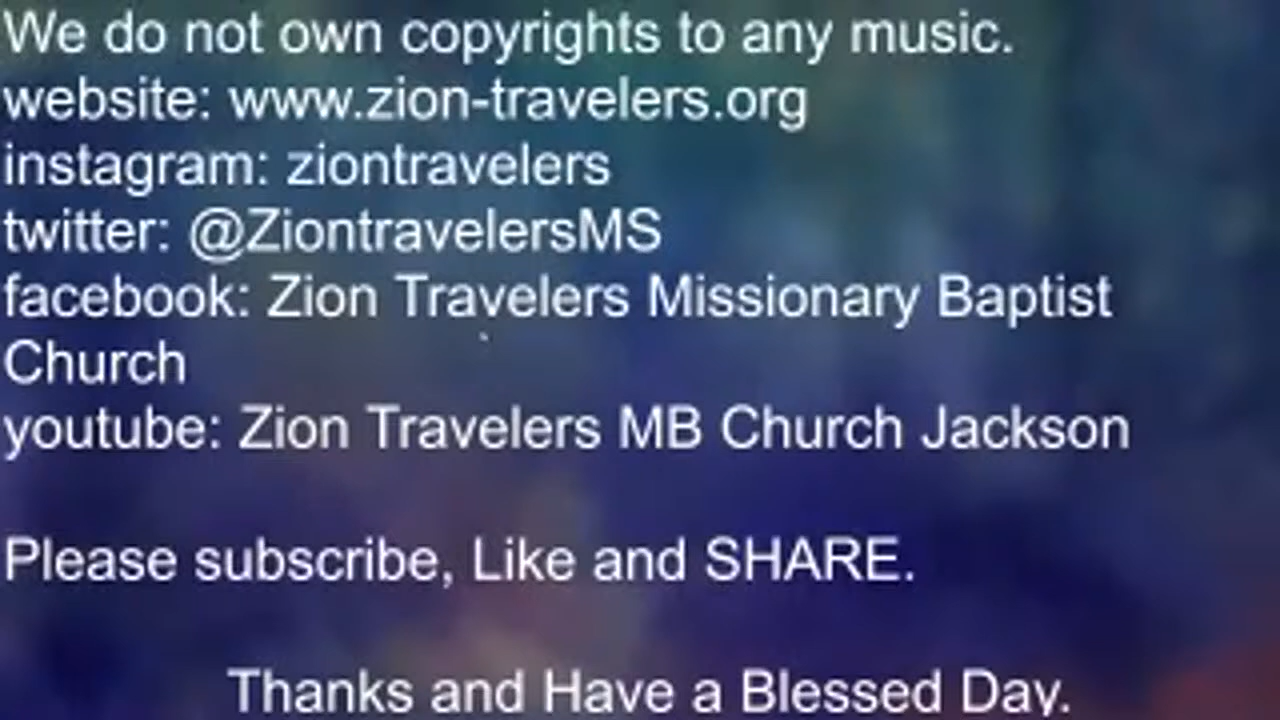 We do not own copyrights to any music.
website: www.zion-travelers.org
instagram: ziontravelers
twitter: @ZiontravelersMS
facebook: Zion Travelers Missionary Baptist
Church
youtube: Zion Travelers MB Church Jackson
Please subscribe, Like and SHARE.
Thanks and Have a Blessed Day.